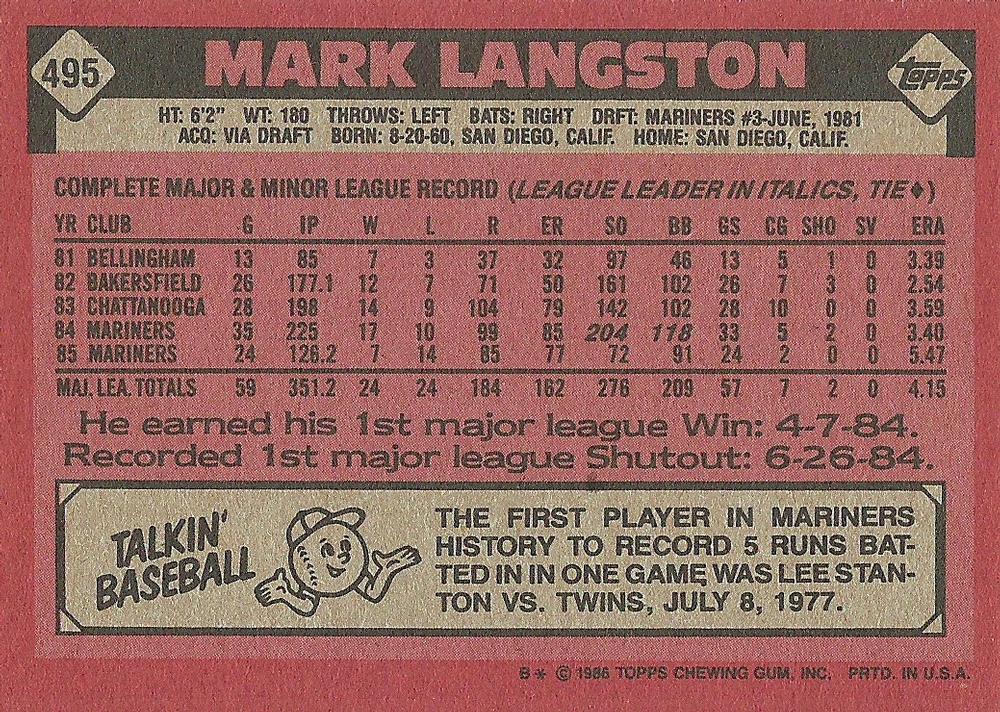 495
MARK LANGSTON
Topps
HT: 6'2" WT: 180 THROWS: LEFT BATS: RIGHT DRFT: MARINERS #3-JUNE, 1981
ACQ: VIA DRAFT BORN: 8-20-60, SAN DIEGO, CALIF. HOME: SAN DIEGO, CALIF.
COMPLETE MAJOR & MINOR LEAGUE RECORD (LEAGUE LEADER IN ITALICS, TIE♦)
YR CLUB G IP W L R ER SO BB GS CG SHO SV ERA
81 BELLINGHAM 13 85 7 3 37 32 97 46 13 5 1 0 3.39
82 BAKERSFIELD 26 177.1 12 7 71 50 161 102 26 7 3 0 2.54
83 CHATTANOOGA 28 198 14 9 104 79 142 102 28 10 0 0 3.59
84 MARINERS 35 225 17 10 99 85 204 118 33 5 2 0 3.40
85 MARINERS 24 126.2 7 14 85 77 72 91 24 2 0 0 5.47
MAJ. LEA. TOTALS 59 351.2 24 24 184 162 276 209 57 7 2 0 4.15
He earned his 1st major league Win: 4-7-84.
Recorded 1st major league Shutout: 6-26-84.
TALKIN'
BASEBALL
THE FIRST PLAYER IN MARINERS
HISTORY TO RECORD 5 RUNS BAT-
TED IN IN ONE GAME WAS LEE STAN-
TON VS. TWINS, JULY 8, 1977.
B* © 1986 TOPPS CHEWING GUM, INC. PRTD. IN U.S.A.